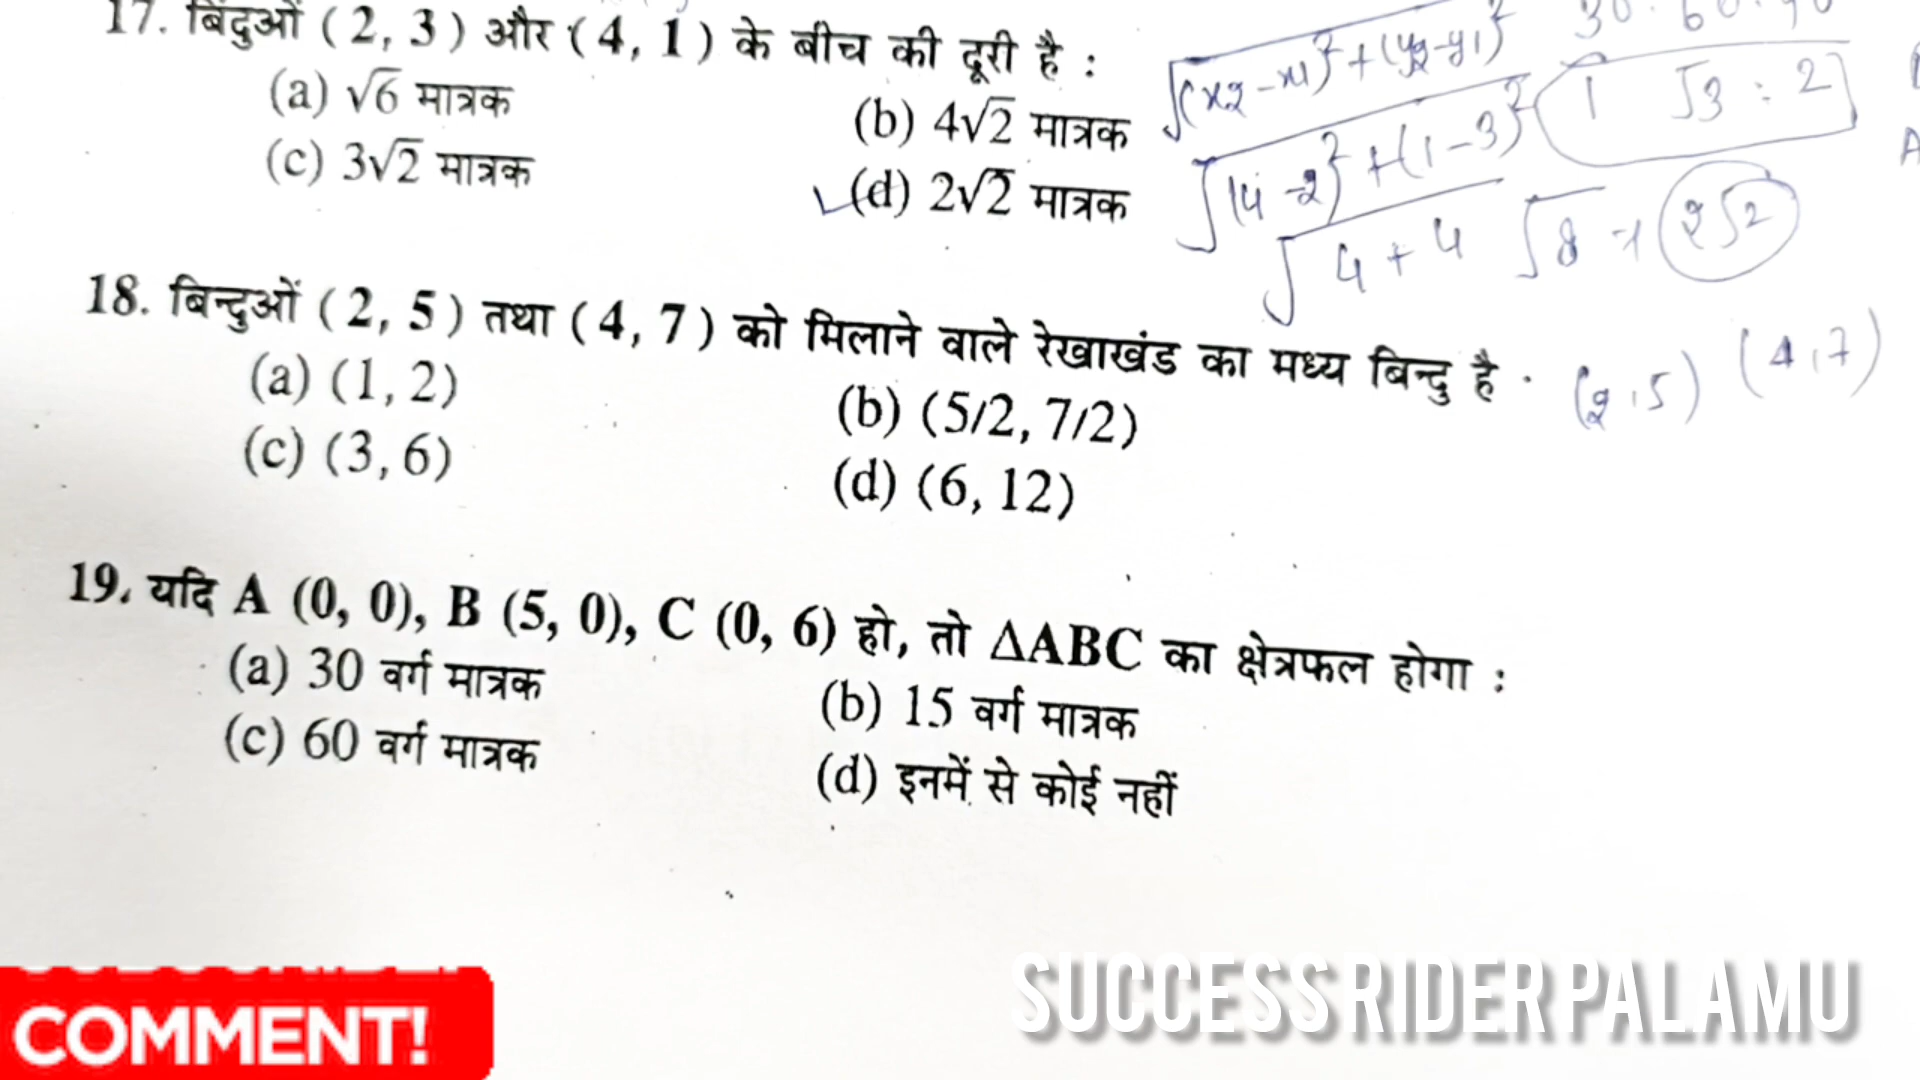 17. बिंदुओं ( 2, 3 ) और ( 4, 1 ) के बीच की दूरी है :
(a) √6 मात्रक
(b) 4√2 मात्रक
(c) 3√2 मात्रक
(d) 2√2 मात्रक
√(x2-x1)²+(y2-y1)²
√(4-2)²+(1-3)²
√4+4 √8 2√2
30 60 90
1 √3 : 2
18. बिन्दुओं ( 2, 5 ) तथा ( 4, 7 ) को मिलाने वाले रेखाखंड का मध्य बिन्दु है · (2,5) (4,7)
(a) (1, 2)
(b) (5/2, 7/2)
(c) (3, 6)
(d) (6, 12)
19. यदि A (0, 0), B (5, 0), C (0, 6) हो, तो ΔABC का क्षेत्रफल होगा :
(a) 30 वर्ग मात्रक
(b) 15 वर्ग मात्रक
(c) 60 वर्ग मात्रक
(d) इनमें से कोई नहीं
COMMENT!
SUCCESS RIDER PALAMU